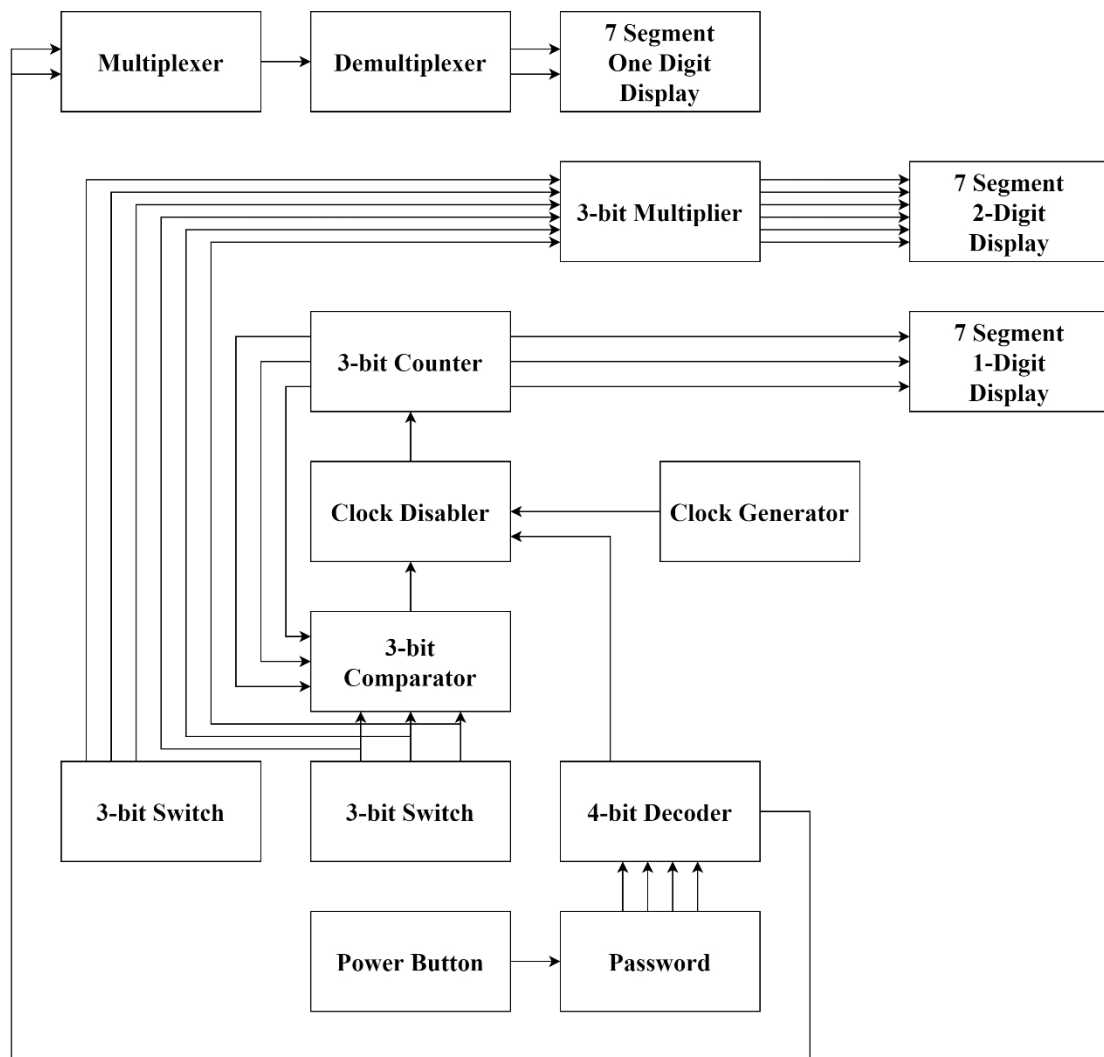 Multiplexer
Demultiplexer
7 Segment
One Digit
Display
3-bit Multiplier
7 Segment
2-Digit
Display
3-bit Counter
7 Segment
1-Digit
Display
Clock Disabler
Clock Generator
3-bit
Comparator
3-bit Switch
3-bit Switch
4-bit Decoder
Power Button
Password